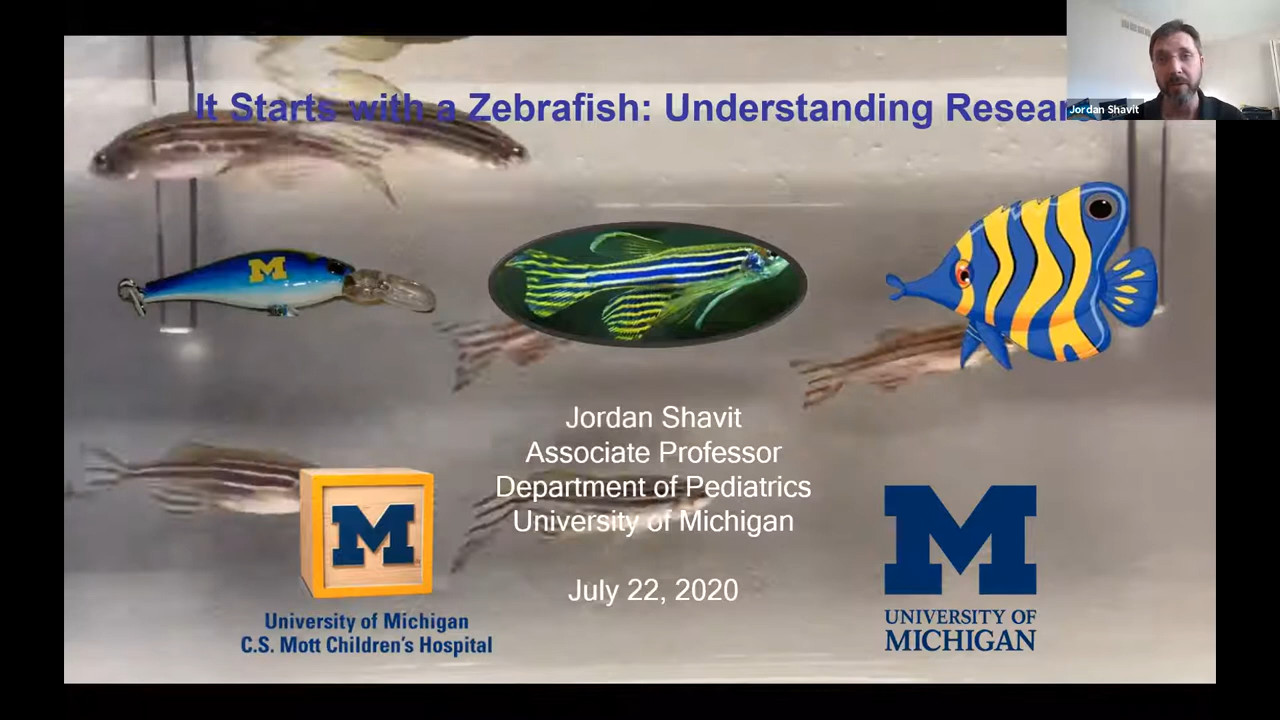 It Starts with a Zebrafish: Understanding
Jordan Shavit
M
Jordan Shavit
Associate Professor
Department of Pediatrics
University of Michigan
July 22, 2020
M
University of Michigan
C.S. Mott Children's Hospital
M
UNIVERSITY OF
MICHIGAN